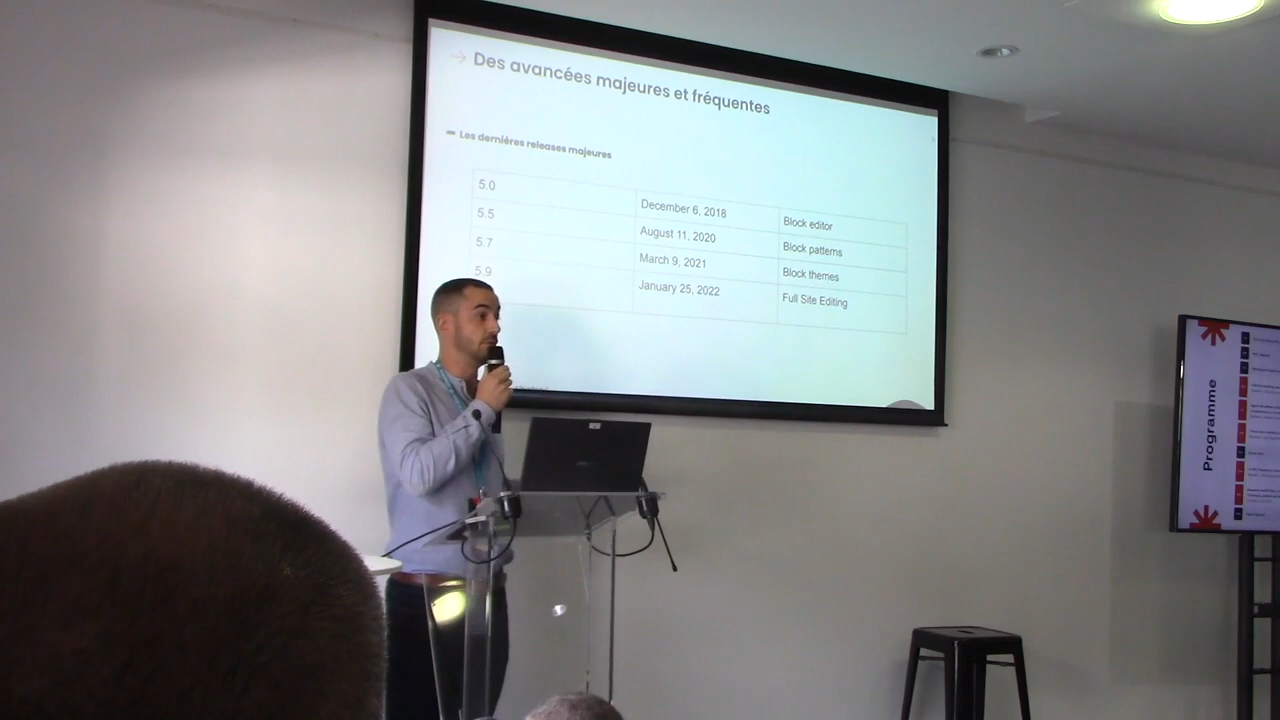 → Des avancées majeures et fréquentes
Les dernières releases majeures
5.0 December 6, 2018 Block editor
5.5 August 11, 2020 Block patterns
5.7 March 9, 2021 Block themes
5.9 January 25, 2022 Full Site Editing
Programme